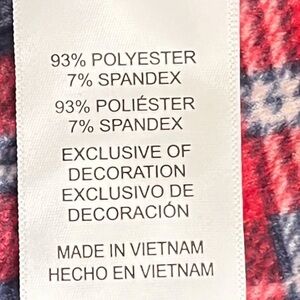 93% POLYESTER
7% SPANDEX
93% POLIÉSTER
7% SPANDEX
EXCLUSIVE OF
DECORATION
EXCLUSIVO DE
DECORACIÓN
MADE IN VIETNAM
HECHO EN VIETNAM